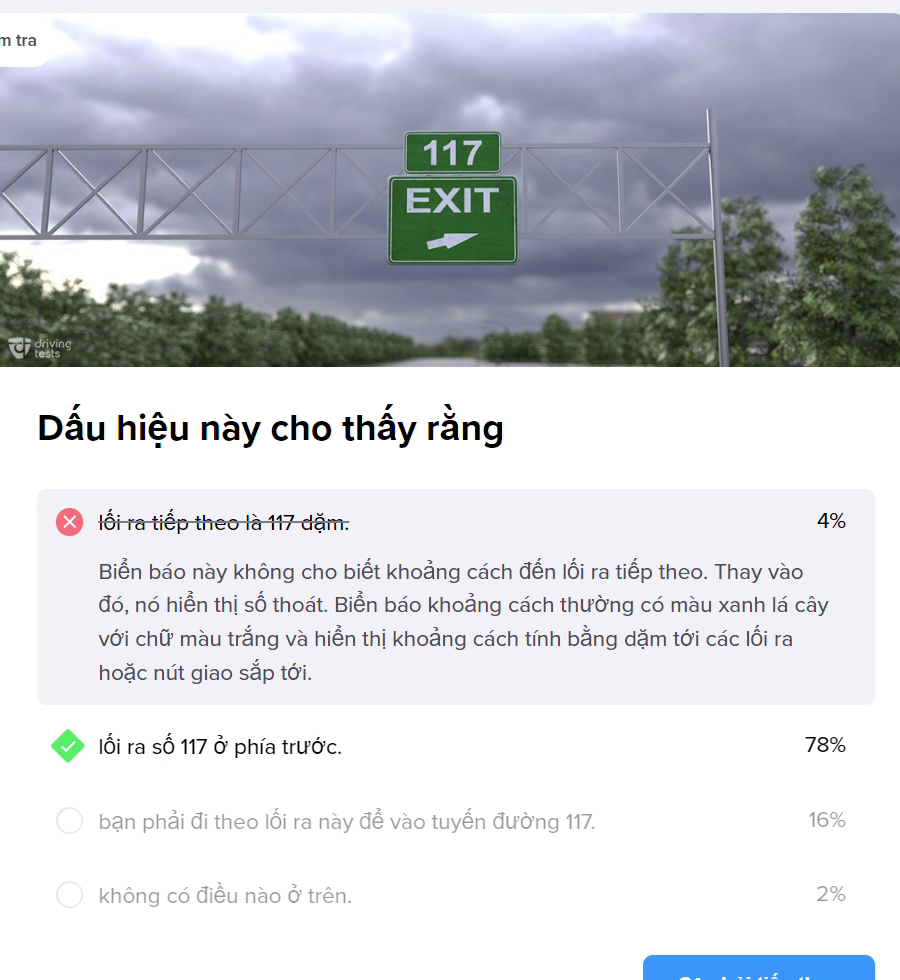 m tra
117
EXIT
driving
tests
Dấu hiệu này cho thấy rằng
lối ra tiếp theo là 117 dặm.
4%
Biển báo này không cho biết khoảng cách đến lối ra tiếp theo. Thay vào
đó, nó hiển thị số thoát. Biển báo khoảng cách thường có màu xanh lá cây
với chữ màu trắng và hiển thị khoảng cách tính bằng dặm tới các lối ra
hoặc nút giao sắp tới.
lối ra số 117 ở phía trước.
78%
bạn phải đi theo lối ra này để vào tuyến đường 117.
16%
không có điều nào ở trên.
2%